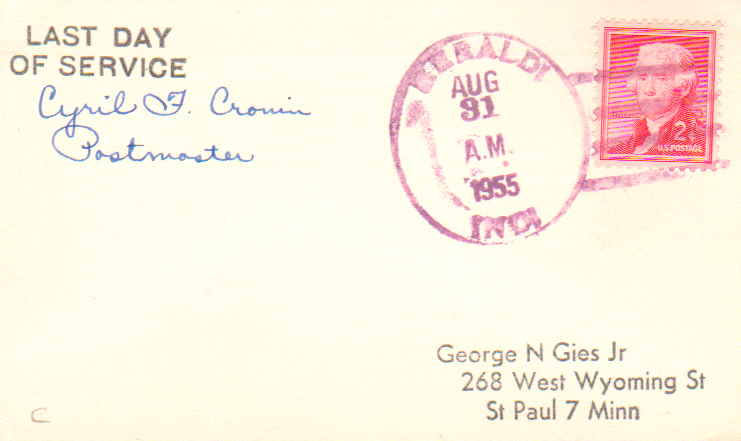 LAST DAY
OF SERVICE
Cyril F. Cronin
Postmaster
AUG
31
A.M.
1955
IND
2¢
U.S. POSTAGE
George N Gies Jr
268 West Wyoming St
St Paul 7 Minn
C